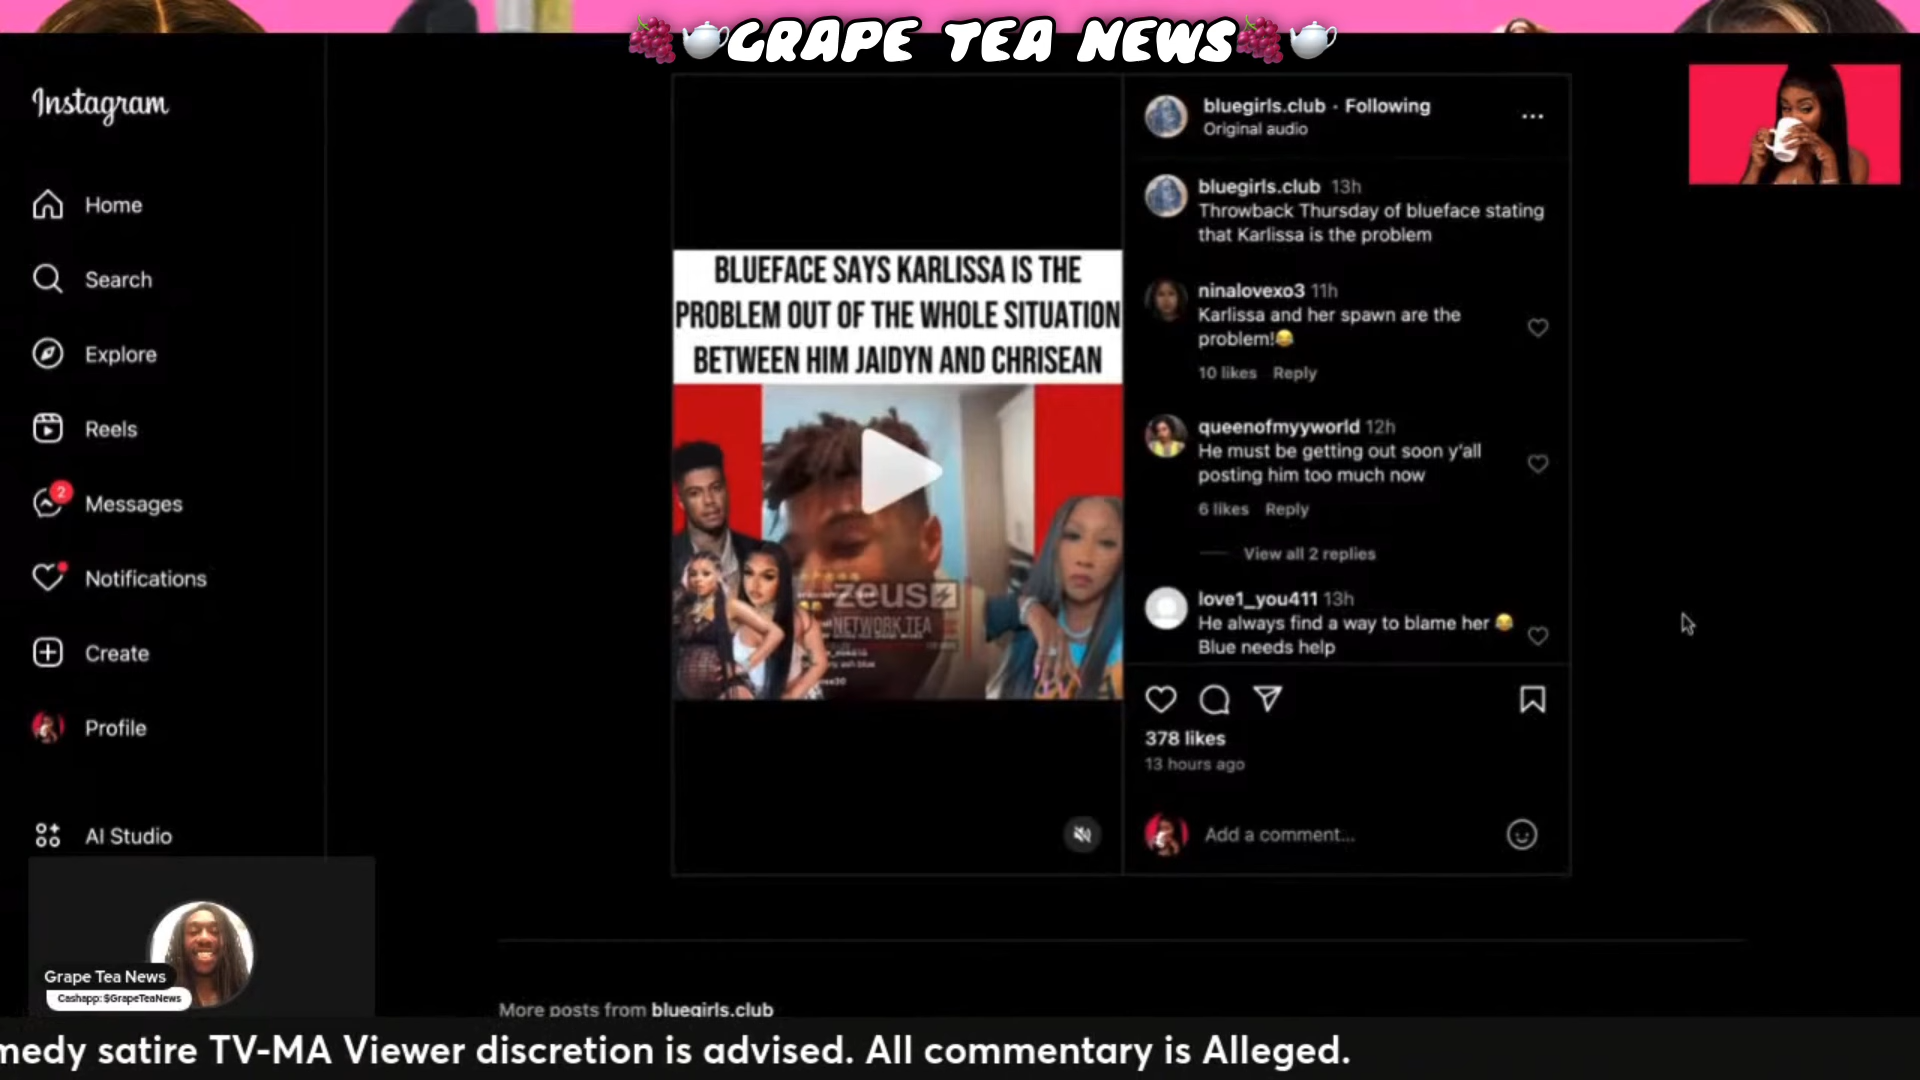 GRAPE TEA NEWS
Instagram
Home
Search
Explore
Reels
2
Messages
Notifications
Create
Profile
AI Studio
BLUEFACE SAYS KARLISSA IS THE
PROBLEM OUT OF THE WHOLE SITUATION
BETWEEN HIM JAIDYN AND CHRISEAN
zeus
NETWORK TEA
bluegirls.club · Following
Original audio
bluegirls.club 13h
Throwback Thursday of blueface stating
that Karlissa is the problem
ninalovexo3 11h
Karlissa and her spawn are the
problem!😂
10 likes Reply
queenofmyyworld 12h
He must be getting out soon y'all
posting him too much now
6 likes Reply
View all 2 replies
love1_you411 13h
He always find a way to blame her 😂
Blue needs help
378 likes
13 hours ago
Add a comment...
More posts from bluegirls.club
Grape Tea News
Cashapp: $GrapeTeaNews
medy satire TV-MA Viewer discretion is advised. All commentary is Alleged.